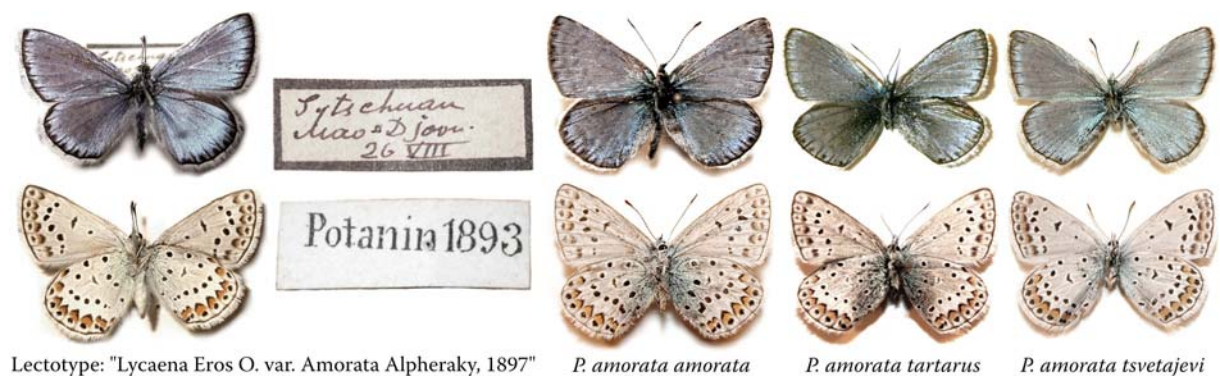 Sytschuan
Mao-Djoou.
26 VIII
Potanin 1893
Lectotype: "Lycaena Eros O. var. Amorata Alpheraky, 1897"
P. amorata amorata
P. amorata tartarus
P. amorata tsvetajevi